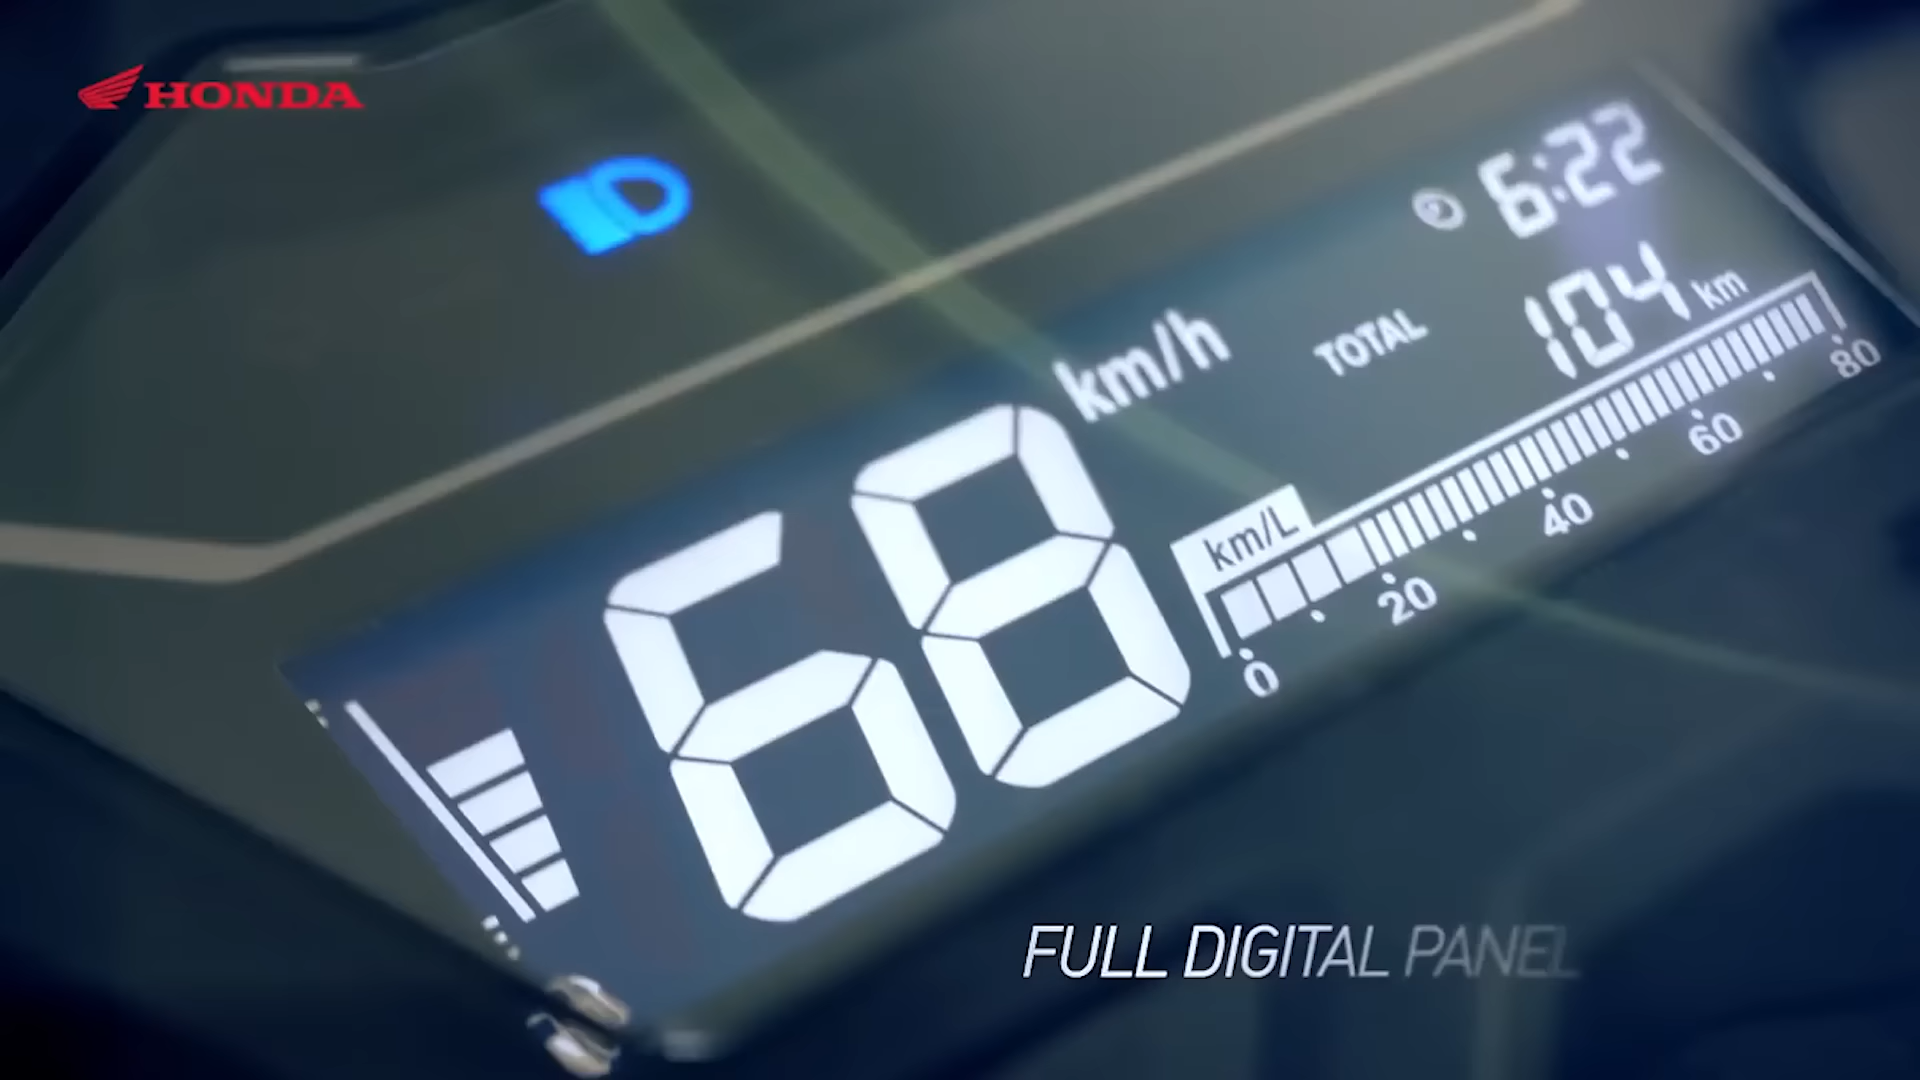 HONDA
6:22
TOTAL 104 km
km/h
68
km/L
0 20 40 60 80
FULL DIGITAL PANEL